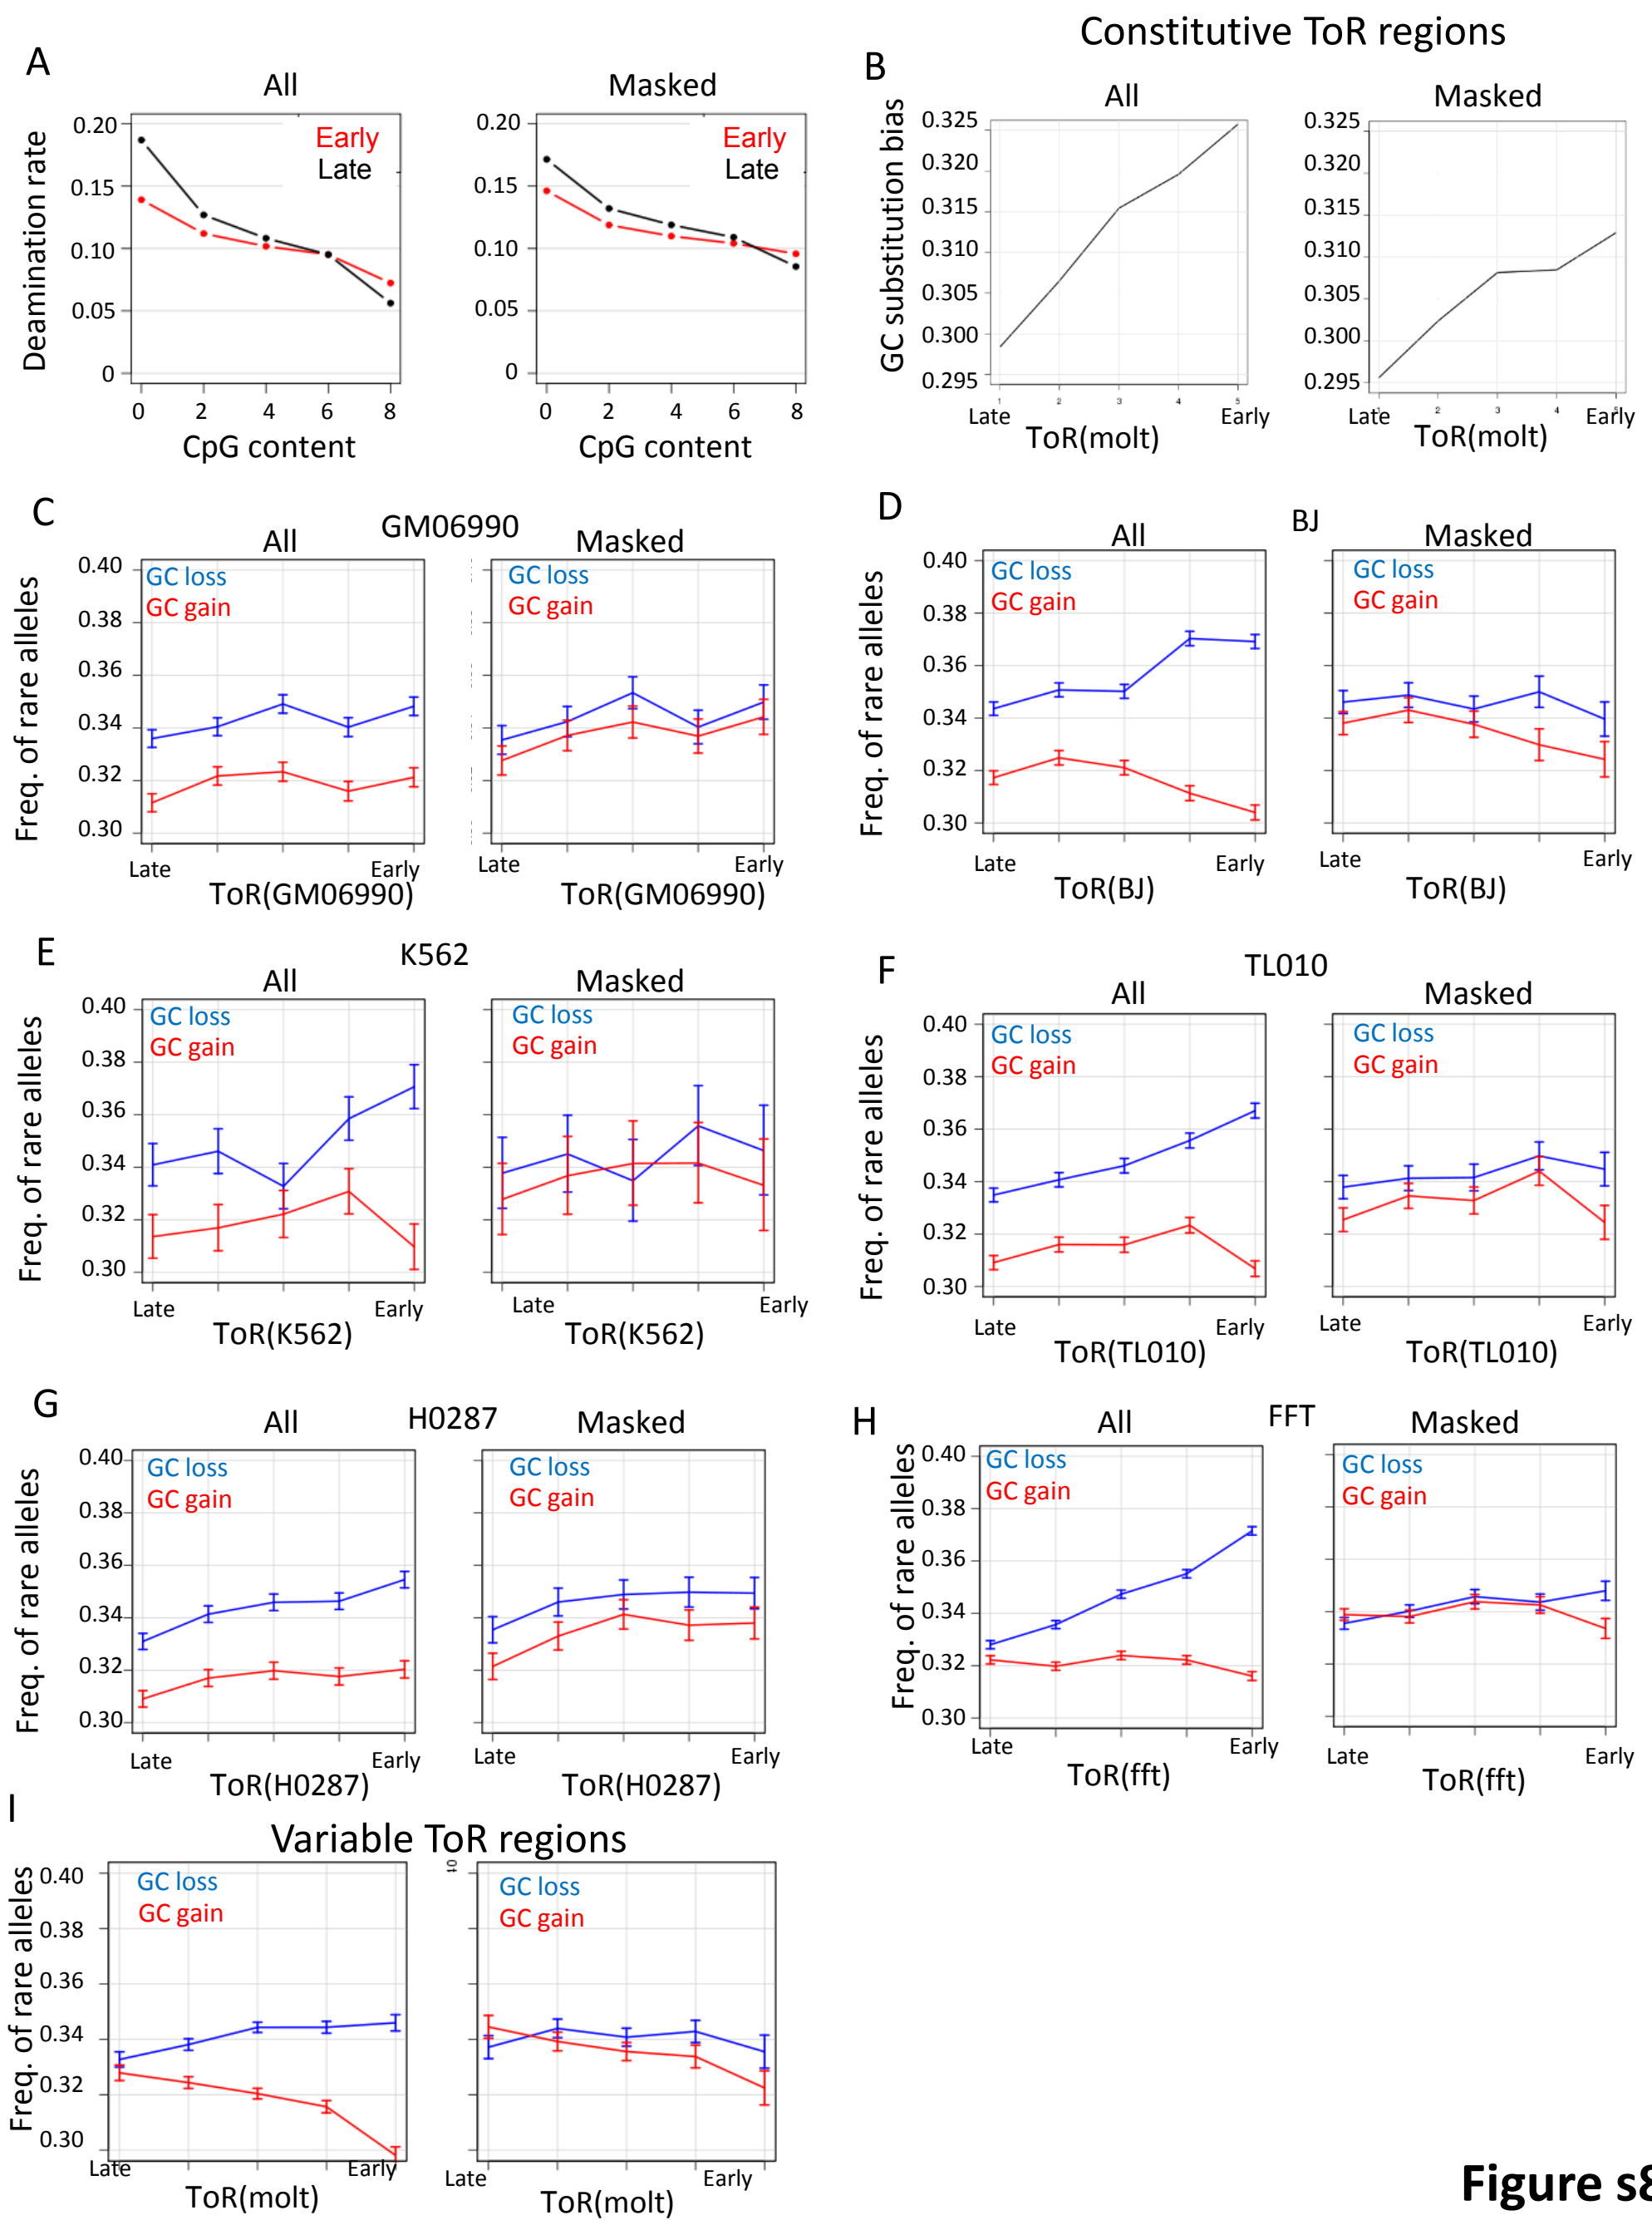 Constitutive ToR regions
A
All
Masked
Deamination rate
0.20
0.15
0.10
0.05
0
Early
Late
0 2 4 6 8
CpG content
0.20
0.15
0.10
0.05
0
Early
Late
0 2 4 6 8
CpG content
B
All
Masked
GC substitution bias
0.325
0.320
0.315
0.310
0.305
0.300
0.295
1 2 3 4 5
Late Early
ToR(molt)
0.325
0.320
0.315
0.310
0.305
0.300
0.295
2 3 4
Late Early
ToR(molt)
C
GM06990
All
Masked
Freq. of rare alleles
0.40
0.38
0.36
0.34
0.32
0.30
GC loss
GC gain
Late Early
ToR(GM06990)
GC loss
GC gain
Late Early
ToR(GM06990)
D
BJ
All
Masked
Freq. of rare alleles
0.40
0.38
0.36
0.34
0.32
0.30
GC loss
GC gain
Late Early
ToR(BJ)
GC loss
GC gain
Late Early
ToR(BJ)
E
K562
All
Masked
Freq. of rare alleles
0.40
0.38
0.36
0.34
0.32
0.30
GC loss
GC gain
Late Early
ToR(K562)
GC loss
GC gain
Late Early
ToR(K562)
F
TL010
All
Masked
Freq. of rare alleles
0.40
0.38
0.36
0.34
0.32
0.30
GC loss
GC gain
Late Early
ToR(TL010)
GC loss
GC gain
Late Early
ToR(TL010)
G
H0287
All
Masked
Freq. of rare alleles
0.40
0.38
0.36
0.34
0.32
0.30
GC loss
GC gain
Late Early
ToR(H0287)
GC loss
GC gain
Late Early
ToR(H0287)
H
FFT
All
Masked
Freq. of rare alleles
0.40
0.38
0.36
0.34
0.32
0.30
GC loss
GC gain
Late Early
ToR(fft)
GC loss
GC gain
Late Early
ToR(fft)
I
Variable ToR regions
Freq. of rare alleles
0.40
0.38
0.36
0.34
0.32
0.30
GC loss
GC gain
Late Early
ToR(molt)
GC loss
GC gain
Late Early
ToR(molt)
Figure s8